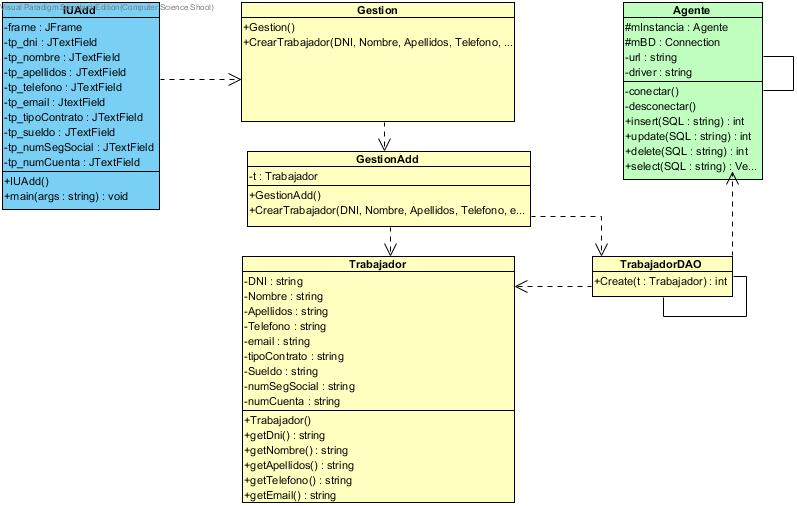 Visual Paradigm Standard Edition(Computer Science Shool)
IUAdd
-frame : JFrame
-tp_dni : JTextField
-tp_nombre : JTextField
-tp_apellidos : JTextField
-tp_telefono : JTextField
-tp_email : JtextField
-tp_tipoContrato : JTextField
-tp_sueldo : JTextField
-tp_numSegSocial : JTextField
-tp_numCuenta : JTextField
+IUAdd()
+main(args : string) : void
Gestion
+Gestion()
+CrearTrabajador(DNI, Nombre, Apellidos, Telefono, ...
Agente
#mInstancia : Agente
#mBD : Connection
-url : string
-driver : string
-conectar()
-desconectar()
+insert(SQL : string) : int
+update(SQL : string) : int
+delete(SQL : string) : int
+select(SQL : string) : Ve...
GestionAdd
-t : Trabajador
+GestionAdd()
+CrearTrabajador(DNI, Nombre, Apellidos, Telefono, e...
Trabajador
-DNI : string
-Nombre : string
-Apellidos : string
-Telefono : string
-email : string
-tipoContrato : string
-Sueldo : string
-numSegSocial : string
-numCuenta : string
+Trabajador()
+getDni() : string
+getNombre() : string
+getApellidos() : string
+getTelefono() : string
+getEmail() : string
TrabajadorDAO
+Create(t : Trabajador) : int